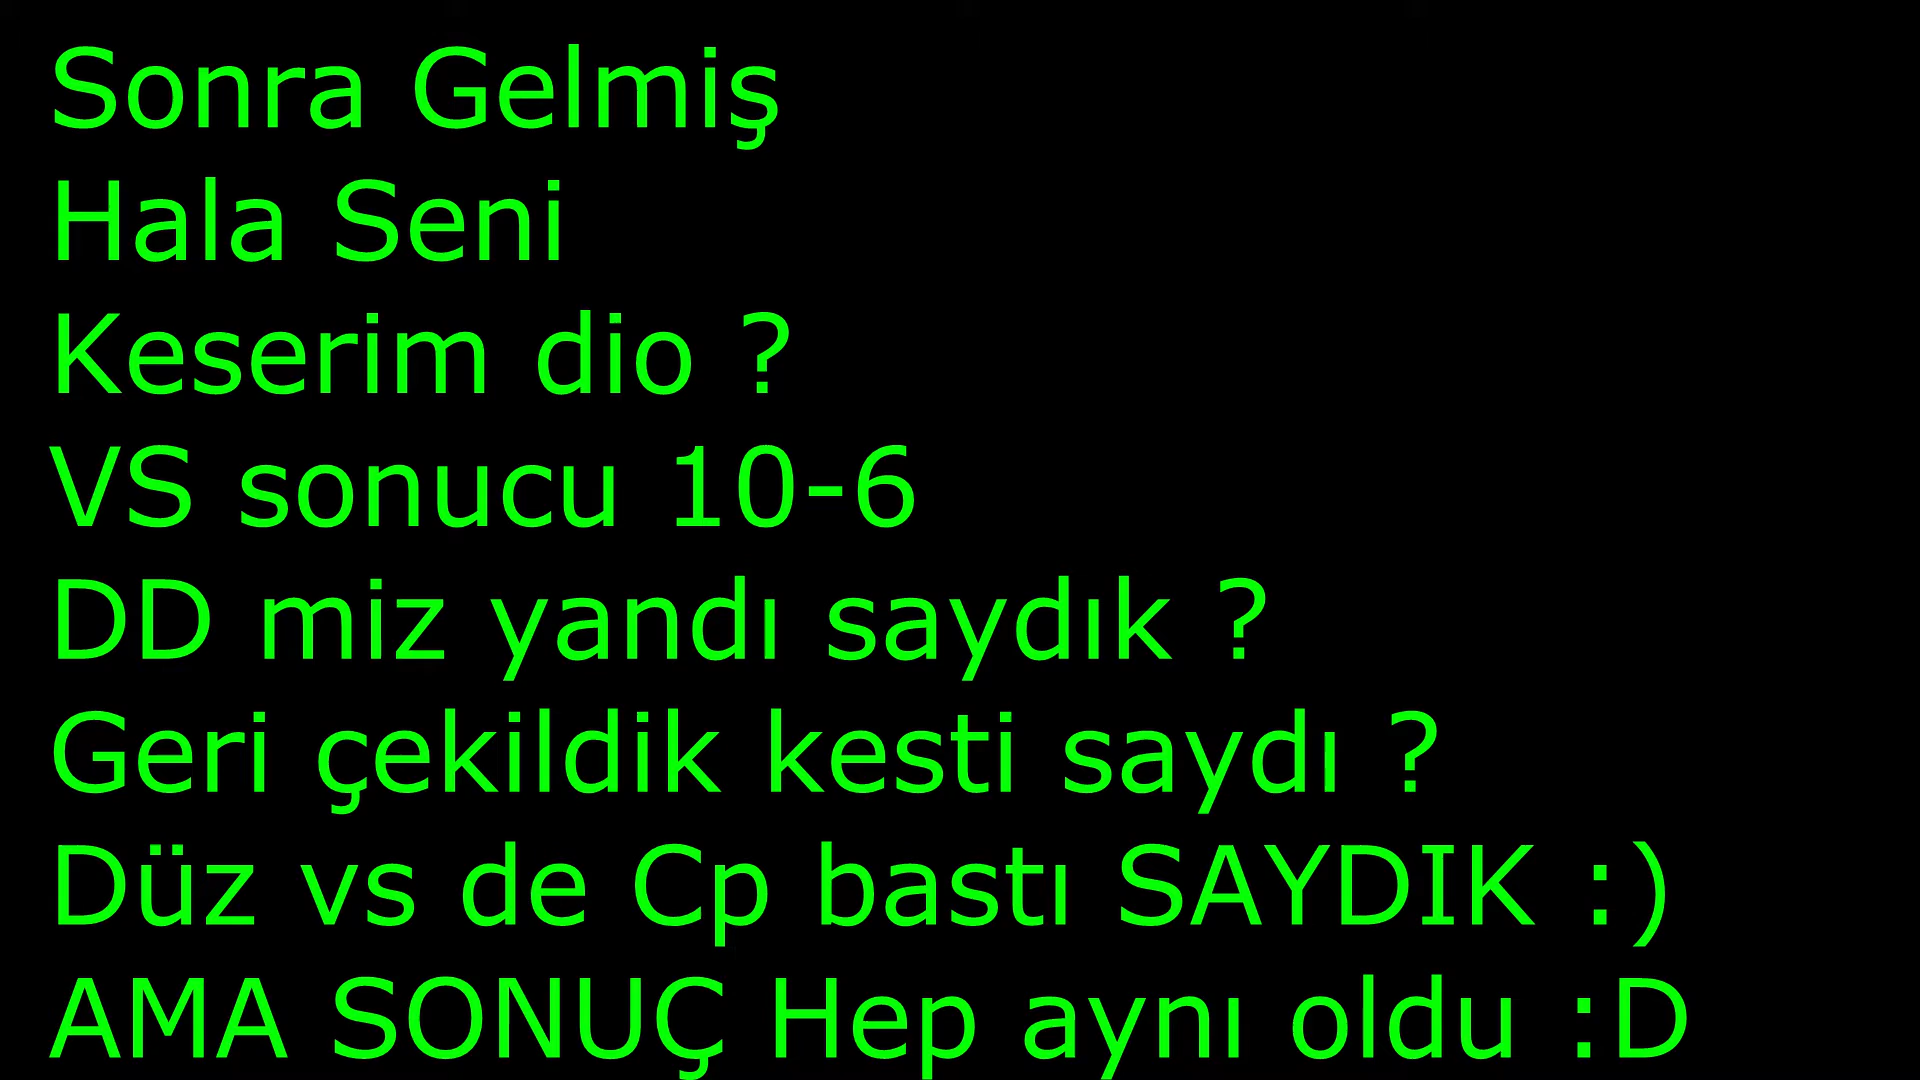 Sonra Gelmiş
Hala Seni
Keserim dio ?
VS sonucu 10-6
DD miz yandı saydık ?
Geri çekildik kesti saydı ?
Düz vs de Cp bastı SAYDIK :)
AMA SONUÇ Hep aynı oldu :D